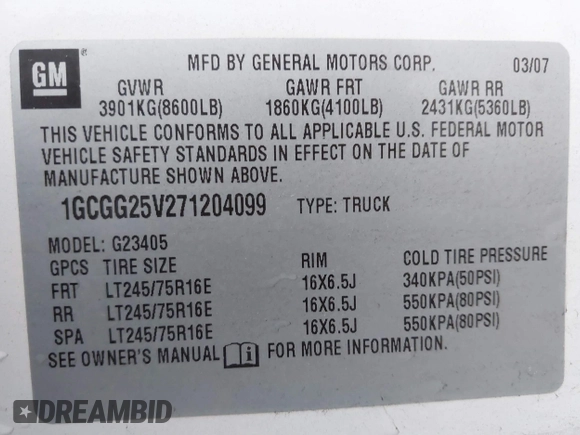 GM
MFD BY GENERAL MOTORS CORP. 03/07
GVWR GAWR FRT GAWR RR
3901KG(8600LB) 1860KG(4100LB) 2431KG(5360LB)
THIS VEHICLE CONFORMS TO ALL APPLICABLE U.S. FEDERAL MOTOR
VEHICLE SAFETY STANDARDS IN EFFECT ON THE DATE OF
MANUFACTURE SHOWN ABOVE.
1GCGG25V271204099 TYPE: TRUCK
MODEL: G23405
GPCS TIRE SIZE RIM COLD TIRE PRESSURE
FRT LT245/75R16E 16X6.5J 340KPA(50PSI)
RR LT245/75R16E 16X6.5J 550KPA(80PSI)
SPA LT245/75R16E 16X6.5J 550KPA(80PSI)
SEE OWNER'S MANUAL FOR MORE INFORMATION.
DREAMBID